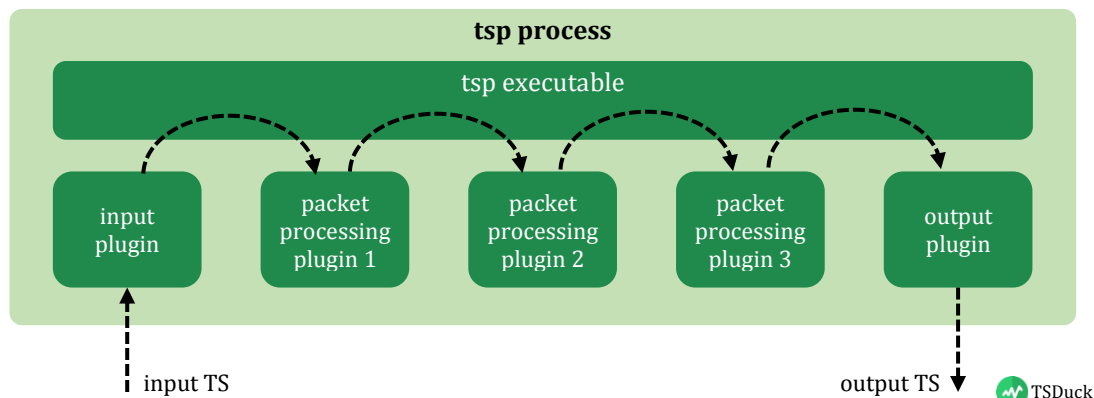 tsp process
tsp executable
input
plugin
packet
processing
plugin 1
packet
processing
plugin 2
packet
processing
plugin 3
output
plugin
input TS
output TS
TSDuck